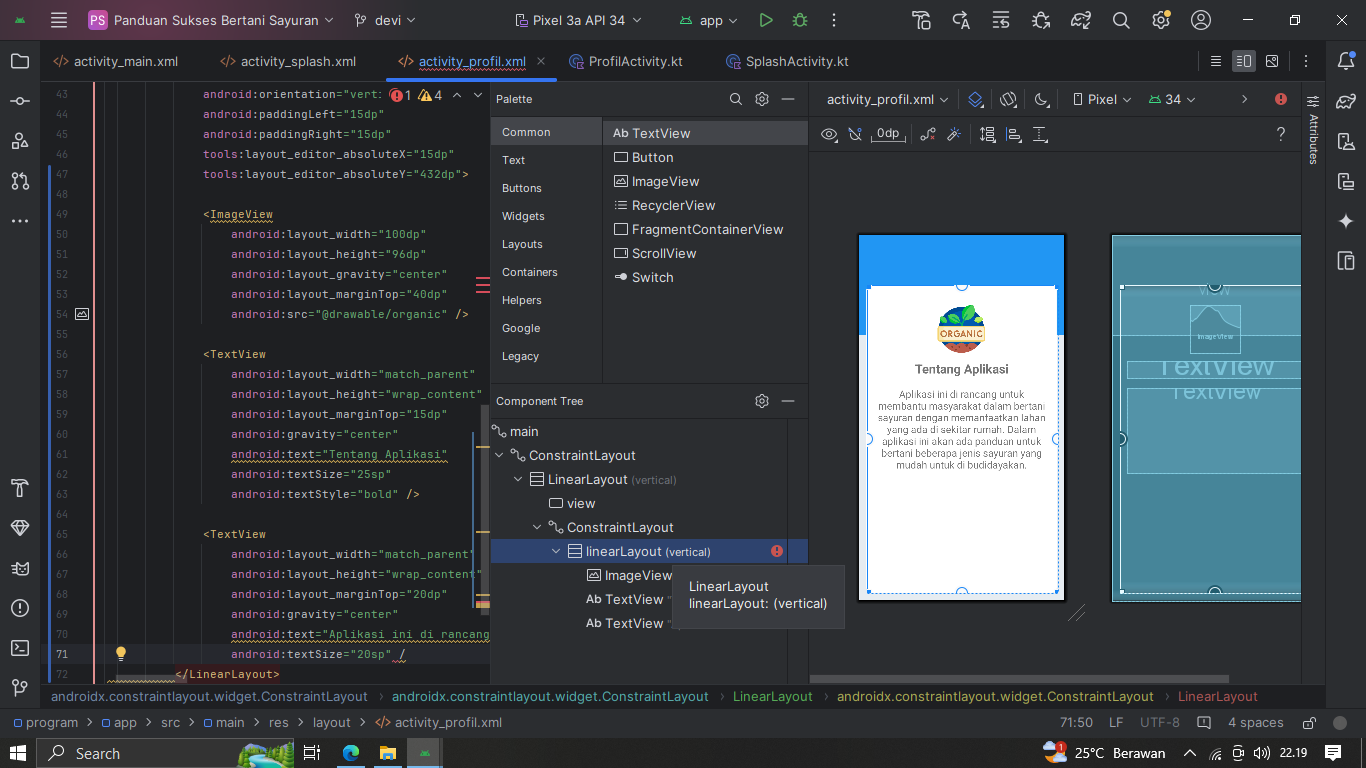 PS Panduan Sukses Bertani Sayuran devi Pixel 3a API 34 app
activity_main.xml activity_splash.xml activity_profil.xml ProfilActivity.kt SplashActivity.kt
43 android:orientation="vert: 1 4
44 android:paddingLeft="15dp"
45 android:paddingRight="15dp"
46 tools:layout_editor_absoluteX="15dp"
47 tools:layout_editor_absoluteY="432dp">
48
49 <ImageView
50 android:layout_width="100dp"
51 android:layout_height="96dp"
52 android:layout_gravity="center"
53 android:layout_marginTop="40dp"
54 android:src="@drawable/organic" />
55
56 <TextView
57 android:layout_width="match_parent"
58 android:layout_height="wrap_content"
59 android:layout_marginTop="15dp"
60 android:gravity="center"
61 android:text="Tentang Aplikasi"
62 android:textSize="25sp"
63 android:textStyle="bold" />
64
65 <TextView
66 android:layout_width="match_parent"
67 android:layout_height="wrap_content"
68 android:layout_marginTop="20dp"
69 android:gravity="center"
70 android:text="Aplikasi ini di rancang
71 android:textSize="20sp" /
72 </LinearLayout>
Palette
Common
Text
Buttons
Widgets
Layouts
Containers
Helpers
Google
Legacy
Ab TextView
Button
ImageView
RecyclerView
FragmentContainerView
ScrollView
Switch
Component Tree
main
ConstraintLayout
LinearLayout (vertical)
view
ConstraintLayout
linearLayout (vertical)
ImageView
Ab TextView "
Ab TextView "
LinearLayout
linearLayout: (vertical)
activity_profil.xml Pixel 34
0dp
?
Attributes
ORGANIC
Tentang Aplikasi
Aplikasi ini di rancang untuk
membantu masyarakat dalam bertani
sayuran dengan memanfaatkan lahan
yang ada di sekitar rumah. Dalam
aplikasi ini akan ada panduan untuk
bertani beberapa jenis sayuran yang
mudah untuk di budidayakan.
view
ImageView
TextView
TextView
androidx.constraintlayout.widget.ConstraintLayout androidx.constraintlayout.widget.ConstraintLayout LinearLayout androidx.constraintlayout.widget.ConstraintLayout LinearLayout
program app src main res layout activity_profil.xml 71:50 LF UTF-8 4 spaces
Search 1 25°C Berawan 22.19